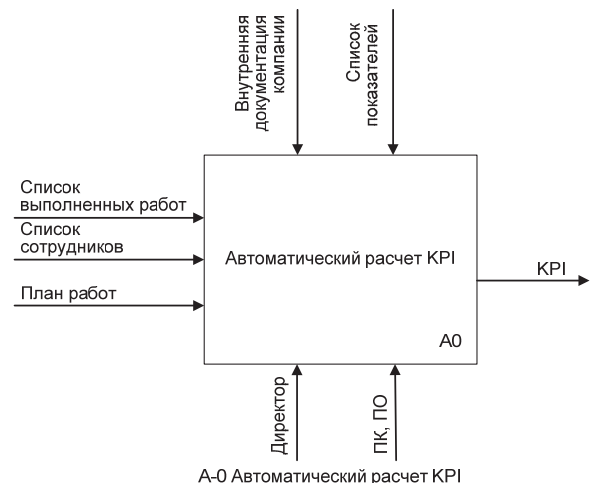 Внутренняя
документация
компании
Список
показателей
Список
выполненных работ
Список
сотрудников
План работ
Автоматический расчет KPI
KPI
A0
Директор
ПК, ПО
A-0 Автоматический расчет KPI